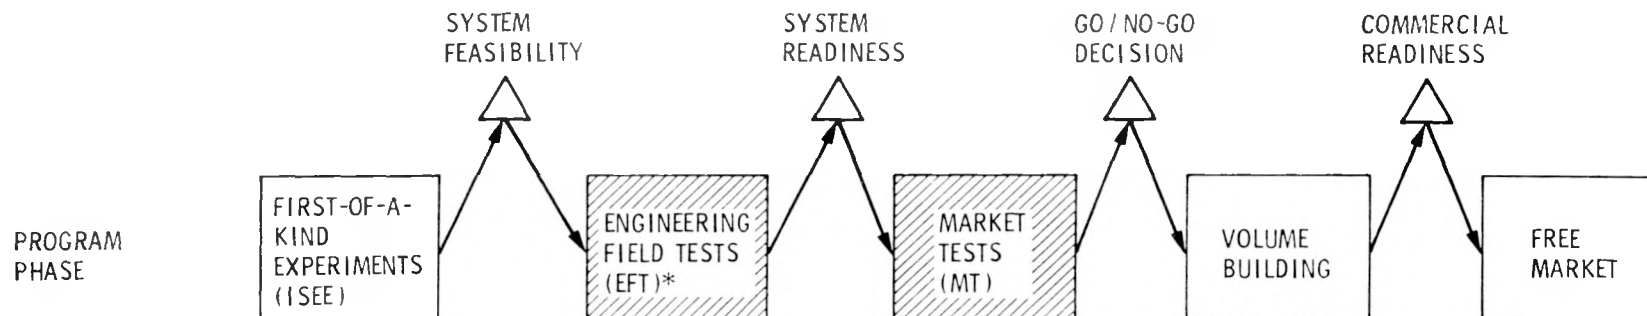 SYSTEM
FEASIBILITY
SYSTEM
READINESS
GO/NO-GO
DECISION
COMMERCIAL
READINESS
PROGRAM
PHASE
FIRST-OF-A-
KIND
EXPERIMENTS
(ISEE)
ENGINEERING
FIELD TESTS
(EFT)*
MARKET
TESTS
(MT)
VOLUME
BUILDING
FREE
MARKET